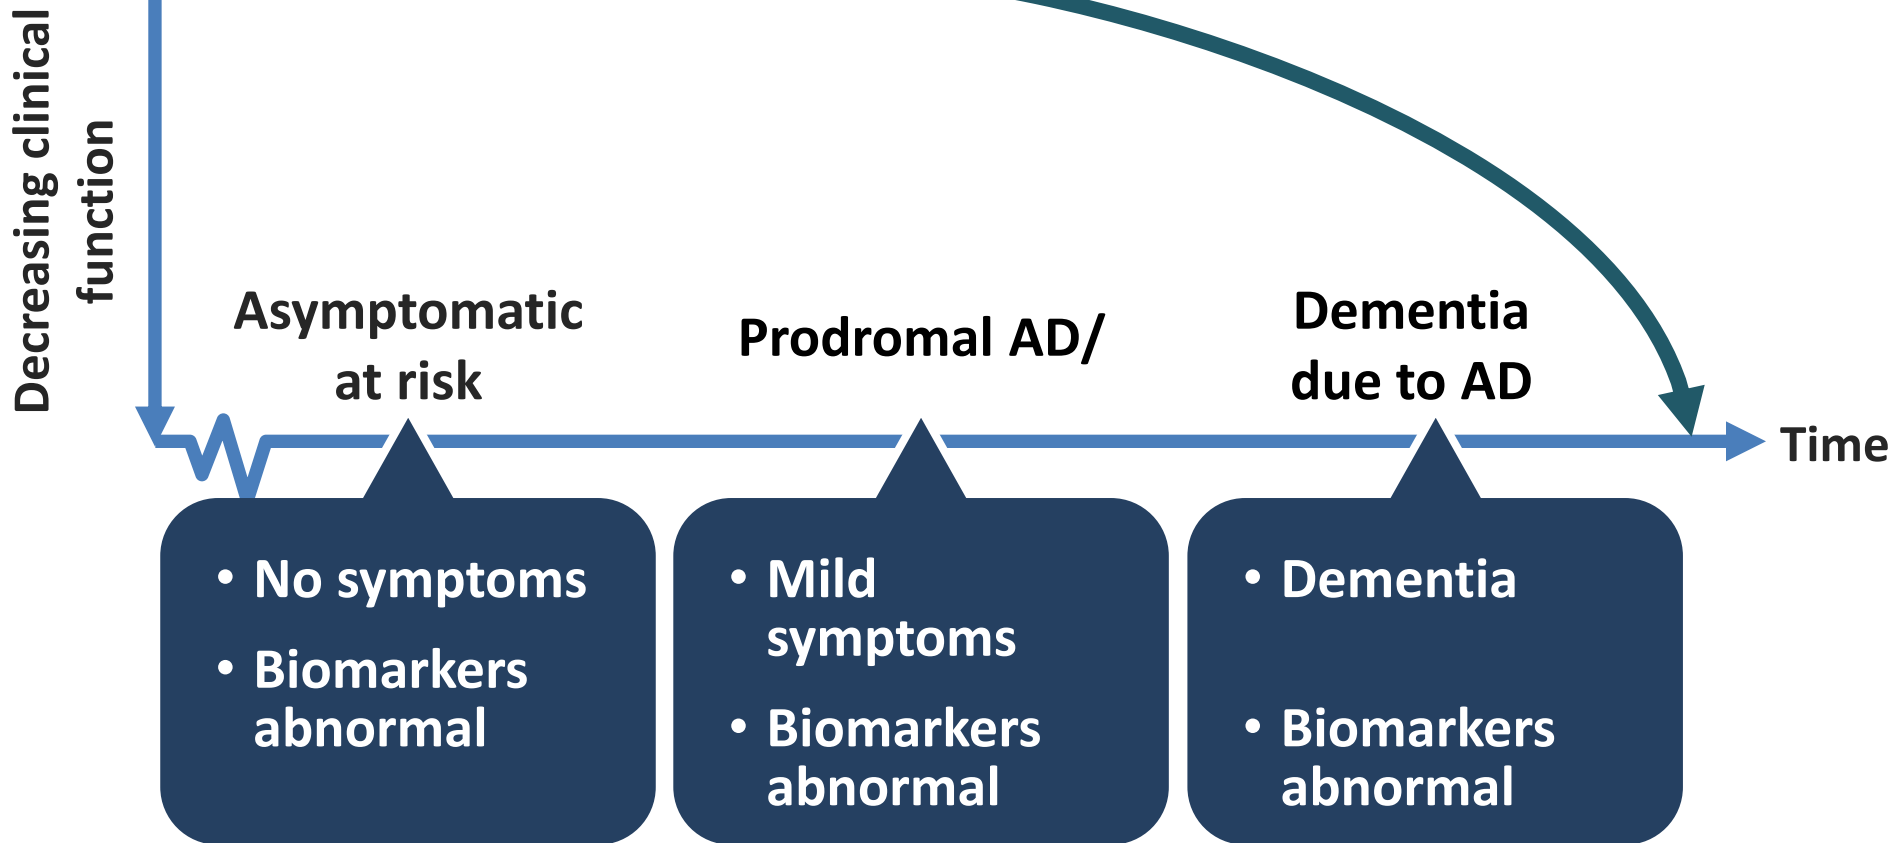 Decreasing clinical
function
Asymptomatic
at risk
Prodromal AD/
Dementia
due to AD
Time
• No symptoms
• Biomarkers
abnormal
• Mild
symptoms
• Biomarkers
abnormal
• Dementia
• Biomarkers
abnormal